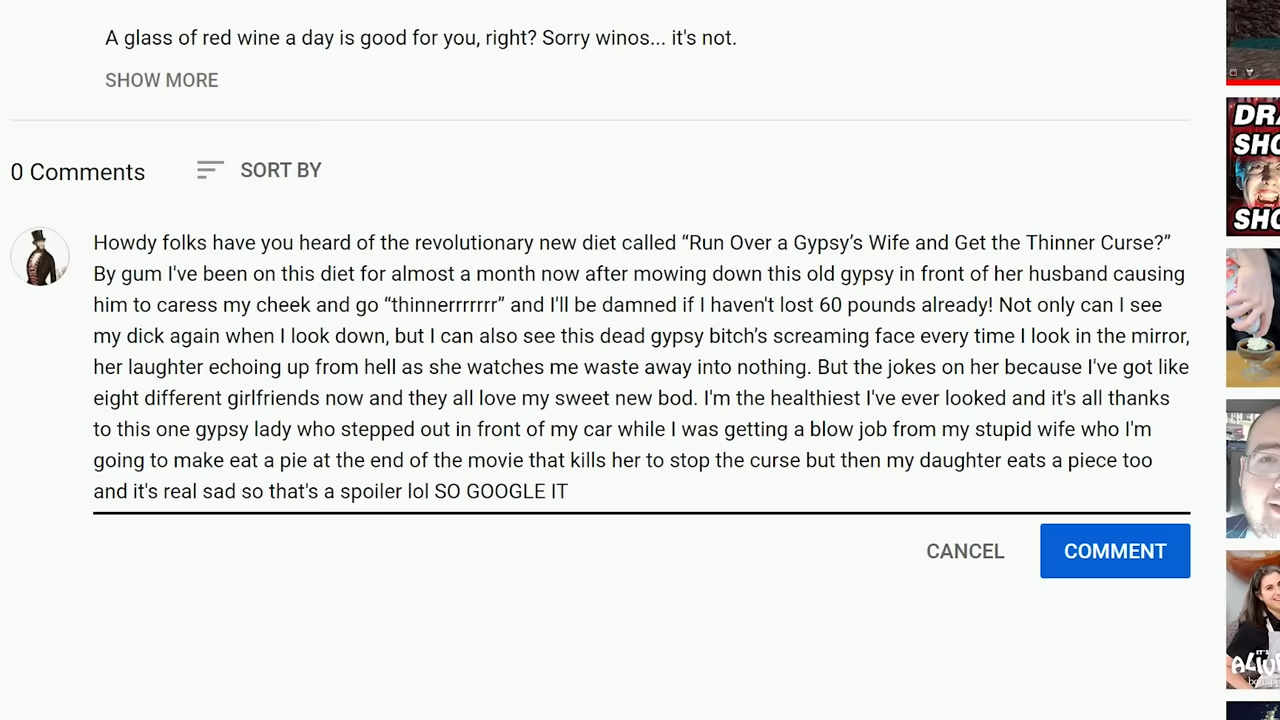 A glass of red wine a day is good for you, right? Sorry winos... it's not.
SHOW MORE
0 Comments
SORT BY
Howdy folks have you heard of the revolutionary new diet called “Run Over a Gypsy’s Wife and Get the Thinner Curse?”
By gum I've been on this diet for almost a month now after mowing down this old gypsy in front of her husband causing
him to caress my cheek and go “thinnerrrrrrr” and I'll be damned if I haven't lost 60 pounds already! Not only can I see
my dick again when I look down, but I can also see this dead gypsy bitch’s screaming face every time I look in the mirror,
her laughter echoing up from hell as she watches me waste away into nothing. But the jokes on her because I've got like
eight different girlfriends now and they all love my sweet new bod. I'm the healthiest I've ever looked and it's all thanks
to this one gypsy lady who stepped out in front of my car while I was getting a blow job from my stupid wife who I'm
going to make eat a pie at the end of the movie that kills her to stop the curse but then my daughter eats a piece too
and it's real sad so that's a spoiler lol SO GOOGLE IT
CANCEL
COMMENT
DRA
SHO
SHO
IT'S
ALIV